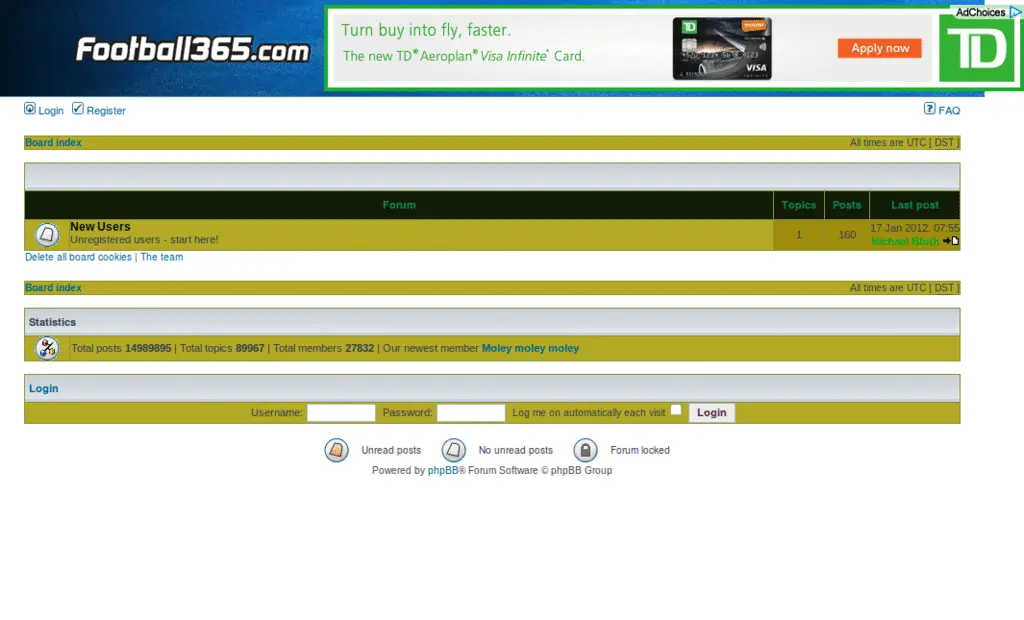 Football365.com
Turn buy into fly, faster.
The new TD® Aeroplan® Visa Infinite* Card.
TD
VISA
Apply now
AdChoices
TD
Login Register FAQ
Board index All times are UTC [ DST ]
Forum Topics Posts Last post
New Users
Unregistered users - start here!
1 160
17 Jan 2012, 07:55
Michael Bluth
Delete all board cookies | The team
Board index All times are UTC [ DST ]
Statistics
Total posts 14989895 | Total topics 89967 | Total members 27832 | Our newest member Moley moley moley
Login
Username: Password: Log me on automatically each visit Login
Unread posts No unread posts Forum locked
Powered by phpBB® Forum Software © phpBB Group